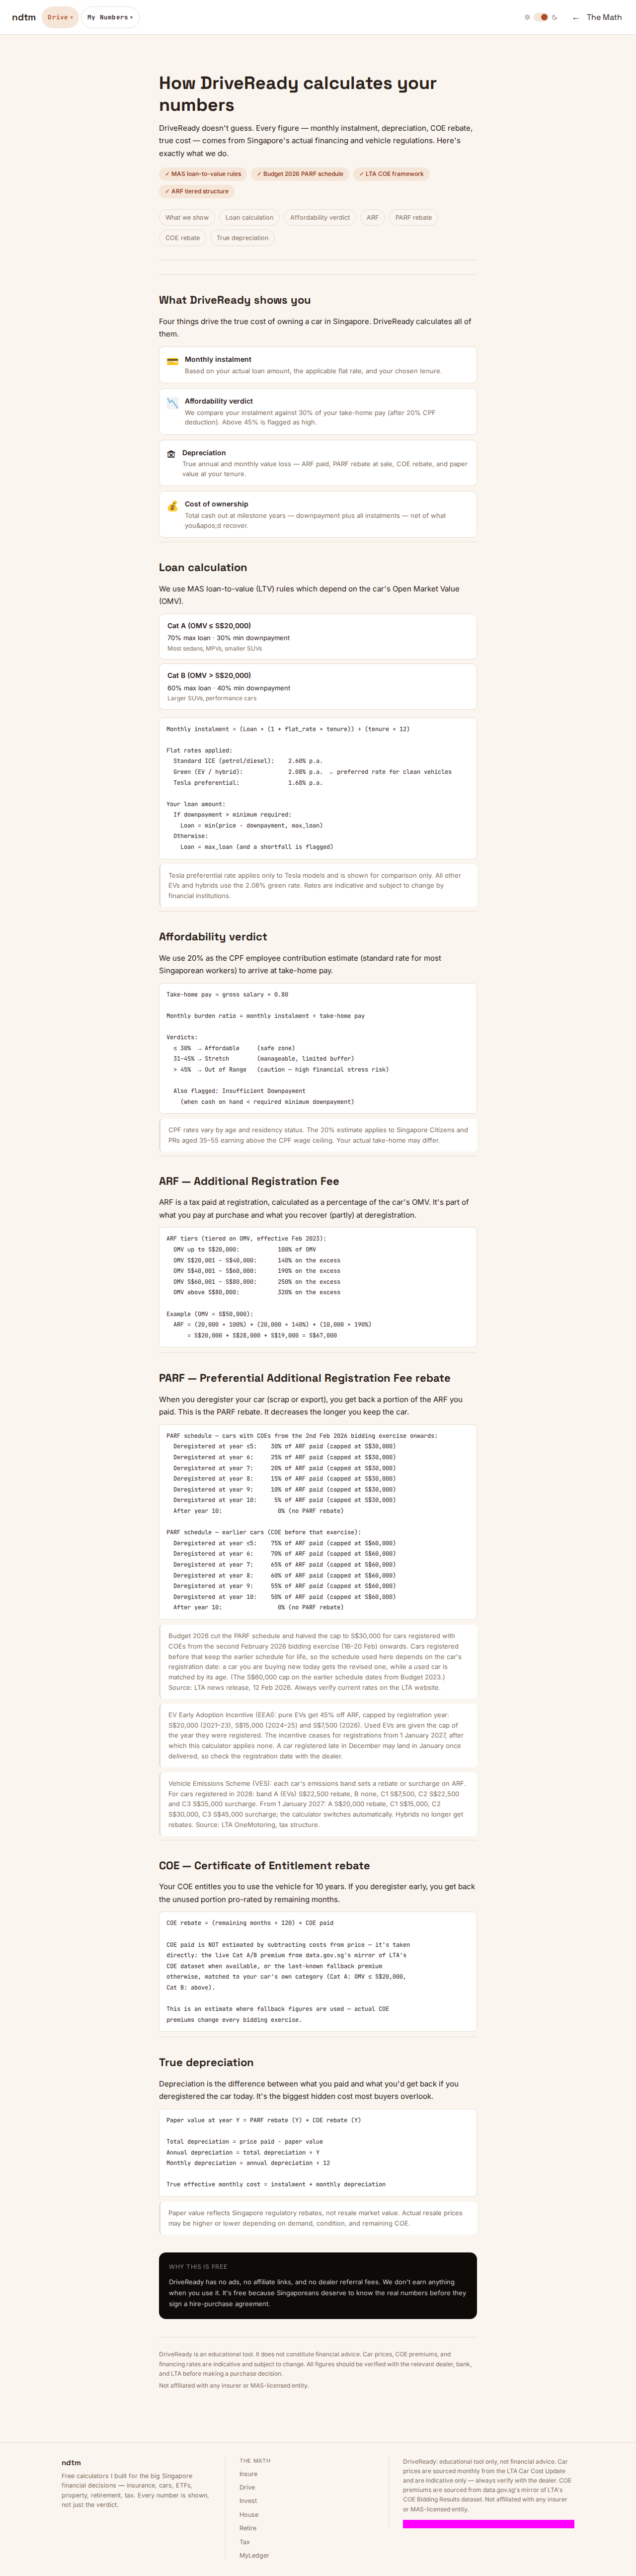 ndtm Drive ▾ My Numbers ▾ ← The Math
How DriveReady calculates your
numbers
DriveReady doesn't guess. Every figure — monthly instalment, depreciation, COE rebate,
true cost — comes from Singapore's actual financing and vehicle regulations. Here's
exactly what we do.
✓ MAS loan-to-value rules ✓ Budget 2026 PARF schedule ✓ LTA COE framework
✓ ARF tiered structure
What we show Loan calculation Affordability verdict ARF PARF rebate
COE rebate True depreciation
What DriveReady shows you
Four things drive the true cost of owning a car in Singapore. DriveReady calculates all of
them.
Monthly instalment
Based on your actual loan amount, the applicable flat rate, and your chosen tenure.
Affordability verdict
We compare your instalment against 30% of your take-home pay (after 20% CPF
deduction). Above 45% is flagged as high.
Depreciation
True annual and monthly value loss — ARF paid, PARF rebate at sale, COE rebate, and paper
value at your tenure.
Cost of ownership
Total cash out at milestone years — downpayment plus all instalments — net of what
you&apos;d recover.
Loan calculation
We use MAS loan-to-value (LTV) rules which depend on the car's Open Market Value
(OMV).
Cat A (OMV ≤ S$20,000)
70% max loan · 30% min downpayment
Most sedans, MPVs, smaller SUVs
Cat B (OMV > S$20,000)
60% max loan · 40% min downpayment
Larger SUVs, performance cars
Monthly instalment = (Loan × (1 + flat_rate × tenure)) ÷ (tenure × 12)
Flat rates applied:
Standard ICE (petrol/diesel): 2.60% p.a.
Green (EV / hybrid): 2.08% p.a. ← preferred rate for clean vehicles
Tesla preferential: 1.68% p.a.
Your loan amount:
If downpayment > minimum required:
Loan = min(price − downpayment, max_loan)
Otherwise:
Loan = max_loan (and a shortfall is flagged)
Tesla preferential rate applies only to Tesla models and is shown for comparison only. All other
EVs and hybrids use the 2.08% green rate. Rates are indicative and subject to change by
financial institutions.
Affordability verdict
We use 20% as the CPF employee contribution estimate (standard rate for most
Singaporean workers) to arrive at take-home pay.
Take-home pay ≈ gross salary × 0.80
Monthly burden ratio = monthly instalment ÷ take-home pay
Verdicts:
≤ 30% → Affordable (safe zone)
31–45% → Stretch (manageable, limited buffer)
> 45% → Out of Range (caution — high financial stress risk)
Also flagged: Insufficient Downpayment
(when cash on hand < required minimum downpayment)
CPF rates vary by age and residency status. The 20% estimate applies to Singapore Citizens and
PRs aged 35–55 earning above the CPF wage ceiling. Your actual take-home may differ.
ARF — Additional Registration Fee
ARF is a tax paid at registration, calculated as a percentage of the car's OMV. It's part of
what you pay at purchase and what you recover (partly) at deregistration.
ARF tiers (tiered on OMV, effective Feb 2023):
OMV up to S$20,000: 100% of OMV
OMV S$20,001 – S$40,000: 140% on the excess
OMV S$40,001 – S$60,000: 190% on the excess
OMV S$60,001 – S$80,000: 250% on the excess
OMV above S$80,000: 320% on the excess
Example (OMV = S$50,000):
ARF = (20,000 × 100%) + (20,000 × 140%) + (10,000 × 190%)
= S$20,000 + S$28,000 + S$19,000 = S$67,000
PARF — Preferential Additional Registration Fee rebate
When you deregister your car (scrap or export), you get back a portion of the ARF you
paid. This is the PARF rebate. It decreases the longer you keep the car.
PARF schedule — cars with COEs from the 2nd Feb 2026 bidding exercise onwards:
Deregistered at year ≤5: 30% of ARF paid (capped at S$30,000)
Deregistered at year 6: 25% of ARF paid (capped at S$30,000)
Deregistered at year 7: 20% of ARF paid (capped at S$30,000)
Deregistered at year 8: 15% of ARF paid (capped at S$30,000)
Deregistered at year 9: 10% of ARF paid (capped at S$30,000)
Deregistered at year 10: 5% of ARF paid (capped at S$30,000)
After year 10: 0% (no PARF rebate)
PARF schedule — earlier cars (COE before that exercise):
Deregistered at year ≤5: 75% of ARF paid (capped at S$60,000)
Deregistered at year 6: 70% of ARF paid (capped at S$60,000)
Deregistered at year 7: 65% of ARF paid (capped at S$60,000)
Deregistered at year 8: 60% of ARF paid (capped at S$60,000)
Deregistered at year 9: 55% of ARF paid (capped at S$60,000)
Deregistered at year 10: 50% of ARF paid (capped at S$60,000)
After year 10: 0% (no PARF rebate)
Budget 2026 cut the PARF schedule and halved the cap to S$30,000 for cars registered with
COEs from the second February 2026 bidding exercise (16–20 Feb) onwards. Cars registered
before that keep the earlier schedule for life, so the schedule used here depends on the car's
registration date: a car you are buying new today gets the revised one, while a used car is
matched by its age. (The S$60,000 cap on the earlier schedule dates from Budget 2023.)
Source: LTA news release, 12 Feb 2026. Always verify current rates on the LTA website.
EV Early Adoption Incentive (EEAI): pure EVs get 45% off ARF, capped by registration year:
S$20,000 (2021–23), S$15,000 (2024–25) and S$7,500 (2026). Used EVs are given the cap of
the year they were registered. The incentive ceases for registrations from 1 January 2027, after
which this calculator applies none. A car registered late in December may land in January once
delivered, so check the registration date with the dealer.
Vehicle Emissions Scheme (VES): each car's emissions band sets a rebate or surcharge on ARF.
For cars registered in 2026: band A (EVs) S$22,500 rebate, B none, C1 S$7,500, C2 S$22,500
and C3 S$35,000 surcharge. From 1 January 2027: A S$20,000 rebate, C1 S$15,000, C2
S$30,000, C3 S$45,000 surcharge; the calculator switches automatically. Hybrids no longer get
rebates. Source: LTA OneMotoring, tax structure.
COE — Certificate of Entitlement rebate
Your COE entitles you to use the vehicle for 10 years. If you deregister early, you get back
the unused portion pro-rated by remaining months.
COE rebate = (remaining months ÷ 120) × COE paid
COE paid is NOT estimated by subtracting costs from price — it's taken
directly: the live Cat A/B premium from data.gov.sg's mirror of LTA's
COE dataset when available, or the last-known fallback premium
otherwise, matched to your car's own category (Cat A: OMV ≤ S$20,000,
Cat B: above).
This is an estimate where fallback figures are used — actual COE
premiums change every bidding exercise.
True depreciation
Depreciation is the difference between what you paid and what you'd get back if you
deregistered the car today. It's the biggest hidden cost most buyers overlook.
Paper value at year Y = PARF rebate (Y) + COE rebate (Y)
Total depreciation = price paid − paper value
Annual depreciation = total depreciation ÷ Y
Monthly depreciation = annual depreciation ÷ 12
True effective monthly cost = instalment + monthly depreciation
Paper value reflects Singapore regulatory rebates, not resale market value. Actual resale prices
may be higher or lower depending on demand, condition, and remaining COE.
WHY THIS IS FREE
DriveReady has no ads, no affiliate links, and no dealer referral fees. We don't earn anything
when you use it. It's free because Singaporeans deserve to know the real numbers before they
sign a hire-purchase agreement.
DriveReady is an educational tool. It does not constitute financial advice. Car prices, COE premiums, and
financing rates are indicative and subject to change. All figures should be verified with the relevant dealer, bank,
and LTA before making a purchase decision.
Not affiliated with any insurer or MAS-licensed entity.
ndtm
Free calculators I built for the big Singapore
financial decisions — insurance, cars, ETFs,
property, retirement, tax. Every number is shown,
not just the verdict.
THE MATH
Insure
Drive
Invest
House
Retire
Tax
MyLedger
DriveReady: educational tool only, not financial advice. Car
prices are sourced monthly from the LTA Car Cost Update
and are indicative only — always verify with the dealer. COE
premiums are sourced from data.gov.sg's mirror of LTA's
COE Bidding Results dataset. Not affiliated with any insurer
or MAS-licensed entity.